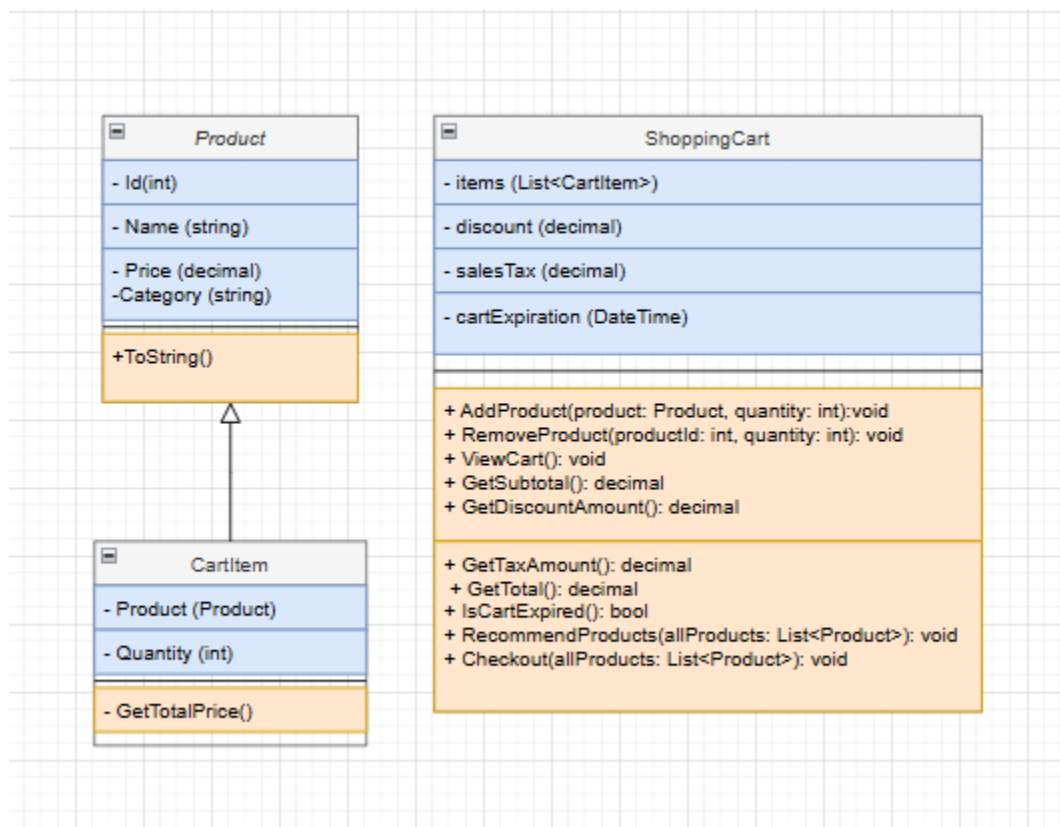 Product
- Id(int)
- Name (string)
- Price (decimal)
-Category (string)
+ToString()
CartItem
- Product (Product)
- Quantity (int)
- GetTotalPrice()
ShoppingCart
- items (List<CartItem>)
- discount (decimal)
- salesTax (decimal)
- cartExpiration (DateTime)
+ AddProduct(product: Product, quantity: int):void
+ RemoveProduct(productId: int, quantity: int): void
+ ViewCart(): void
+ GetSubtotal(): decimal
+ GetDiscountAmount(): decimal
+ GetTaxAmount(): decimal
+ GetTotal(): decimal
+ IsCartExpired(): bool
+ RecommendProducts(allProducts: List<Product>): void
+ Checkout(allProducts: List<Product>): void